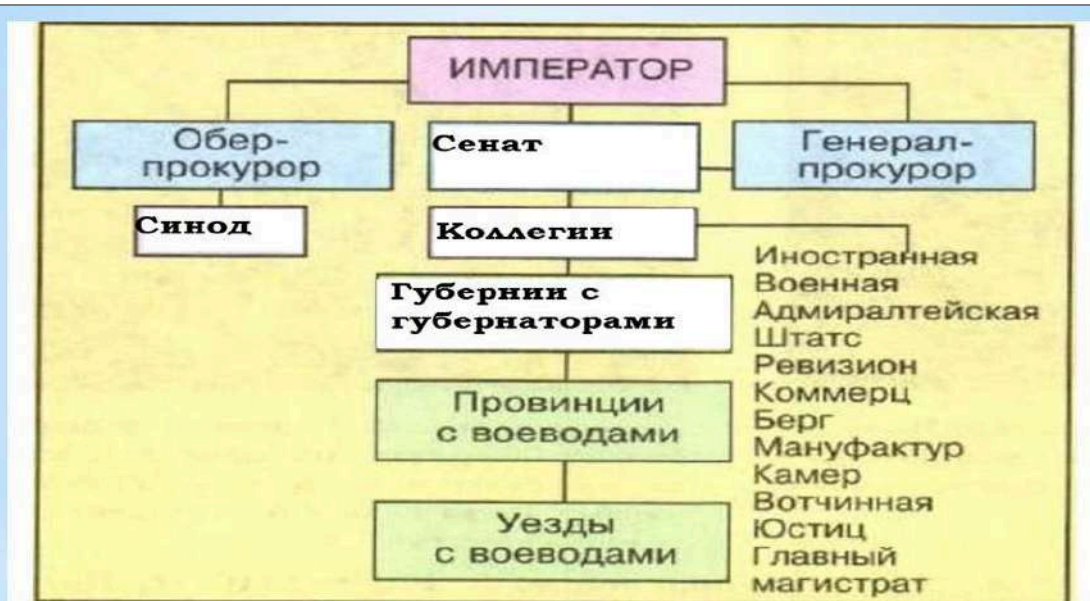 ИМПЕРАТОР
Обер-
прокурор
Сенат
Генерал-
прокурор
Синод
Коллегии
Губернии с
губернаторами
Провинции
с воеводами
Уезды
с воеводами
Иностранная
Военная
Адмиралтейская
Штатс
Ревизион
Коммерц
Берг
Мануфактур
Камер
Вотчинная
Юстиц
Главный
магистрат